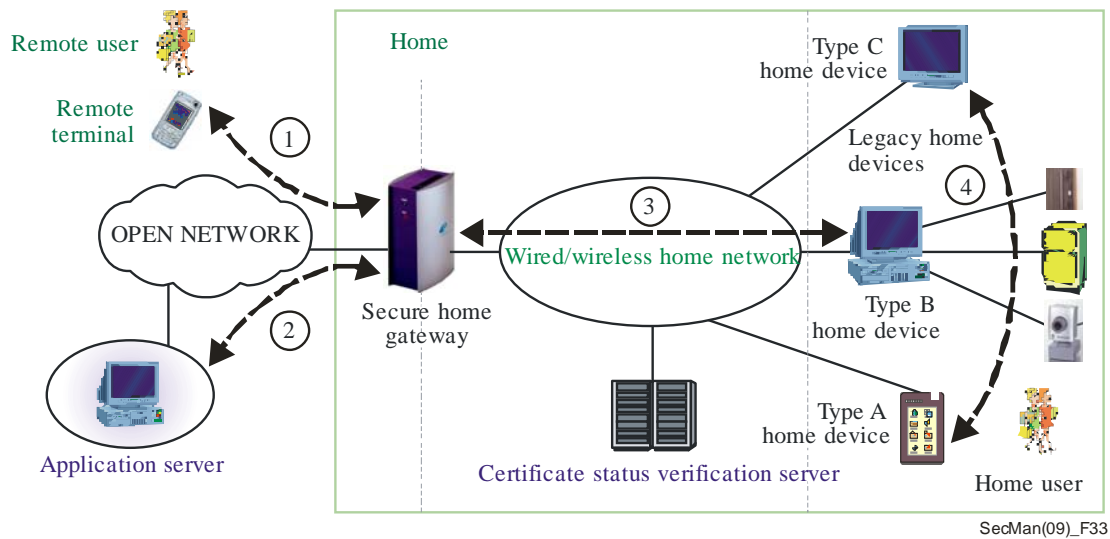 Remote user
Home
Type C
home device
Remote
terminal
1
Legacy home
devices
3
4
OPEN NETWORK
Wired/wireless home network
Secure home
gateway
Type B
home device
2
Type A
home device
Application server
Certificate status verification server
Home user
SecMan(09)_F33